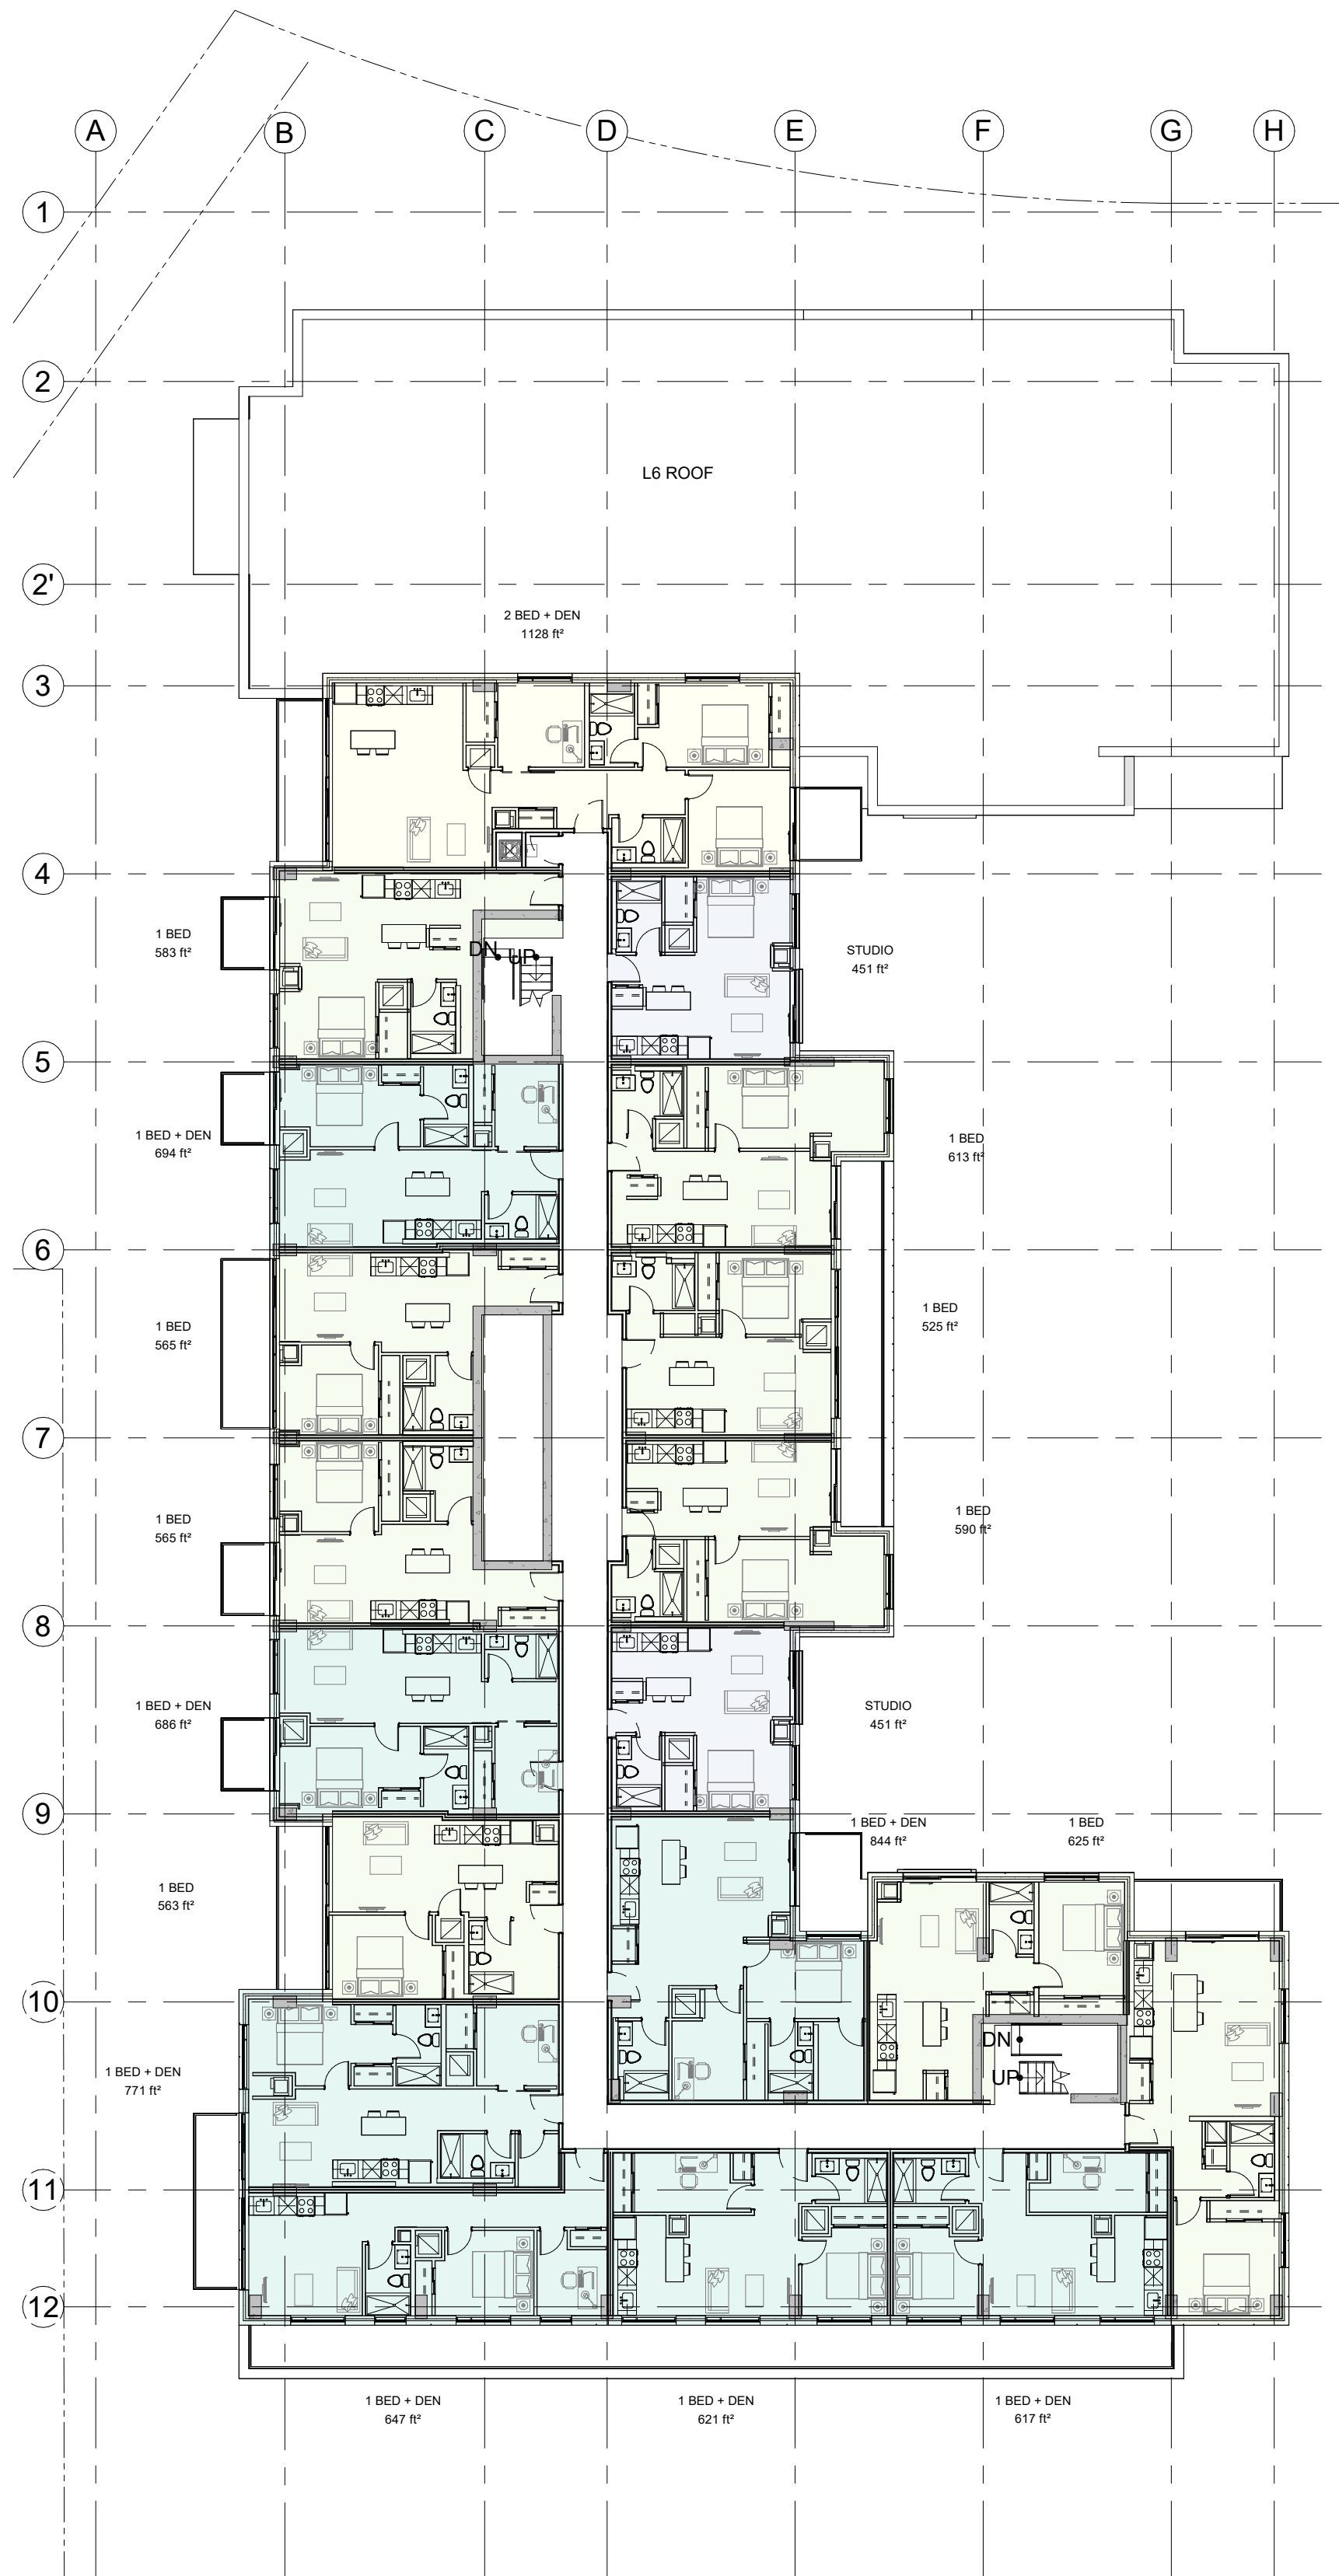 A
B
C
D
E
F
G
H
1
2
L6 ROOF
2'
2 BED + DEN
1128 ft²
3
4
1 BED
583 ft²
DN
UP
STUDIO
451 ft²
5
1 BED + DEN
694 ft²
1 BED
613 ft²
6
1 BED
565 ft²
1 BED
525 ft²
7
1 BED
565 ft²
1 BED
590 ft²
8
1 BED + DEN
686 ft²
STUDIO
451 ft²
9
1 BED + DEN
844 ft²
1 BED
625 ft²
1 BED
563 ft²
10
DN
UP
1 BED + DEN
771 ft²
11
12
1 BED + DEN
647 ft²
1 BED + DEN
621 ft²
1 BED + DEN
617 ft²